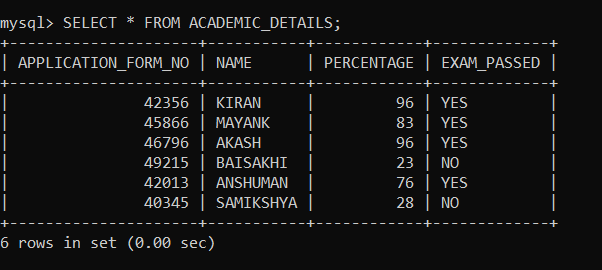 mysql> SELECT * FROM ACADEMIC_DETAILS;
+---------------------+-----------+------------+-------------+
| APPLICATION_FORM_NO | NAME      | PERCENTAGE | EXAM_PASSED |
+---------------------+-----------+------------+-------------+
|               42356 | KIRAN     |         96 | YES         |
|               45866 | MAYANK    |         83 | YES         |
|               46796 | AKASH     |         96 | YES         |
|               49215 | BAISAKHI  |         23 | NO          |
|               42013 | ANSHUMAN  |         76 | YES         |
|               40345 | SAMIKSHYA |         28 | NO          |
+---------------------+-----------+------------+-------------+
6 rows in set (0.00 sec)